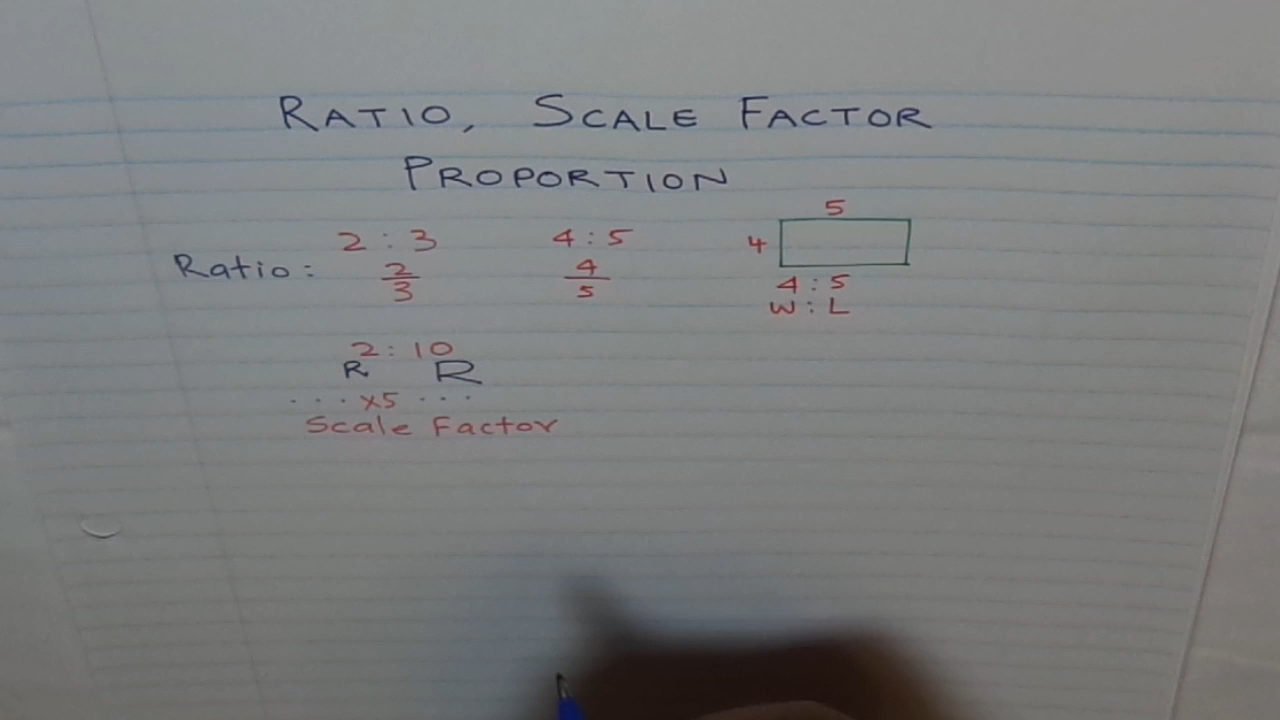 RATIO, SCALE FACTOR
PROPORTION
Ratio: 2 : 3
2
3
4 : 5
4
5
5
4
4 : 5
W : L
2 : 10
R R
. . . x5 . . .
Scale Factor